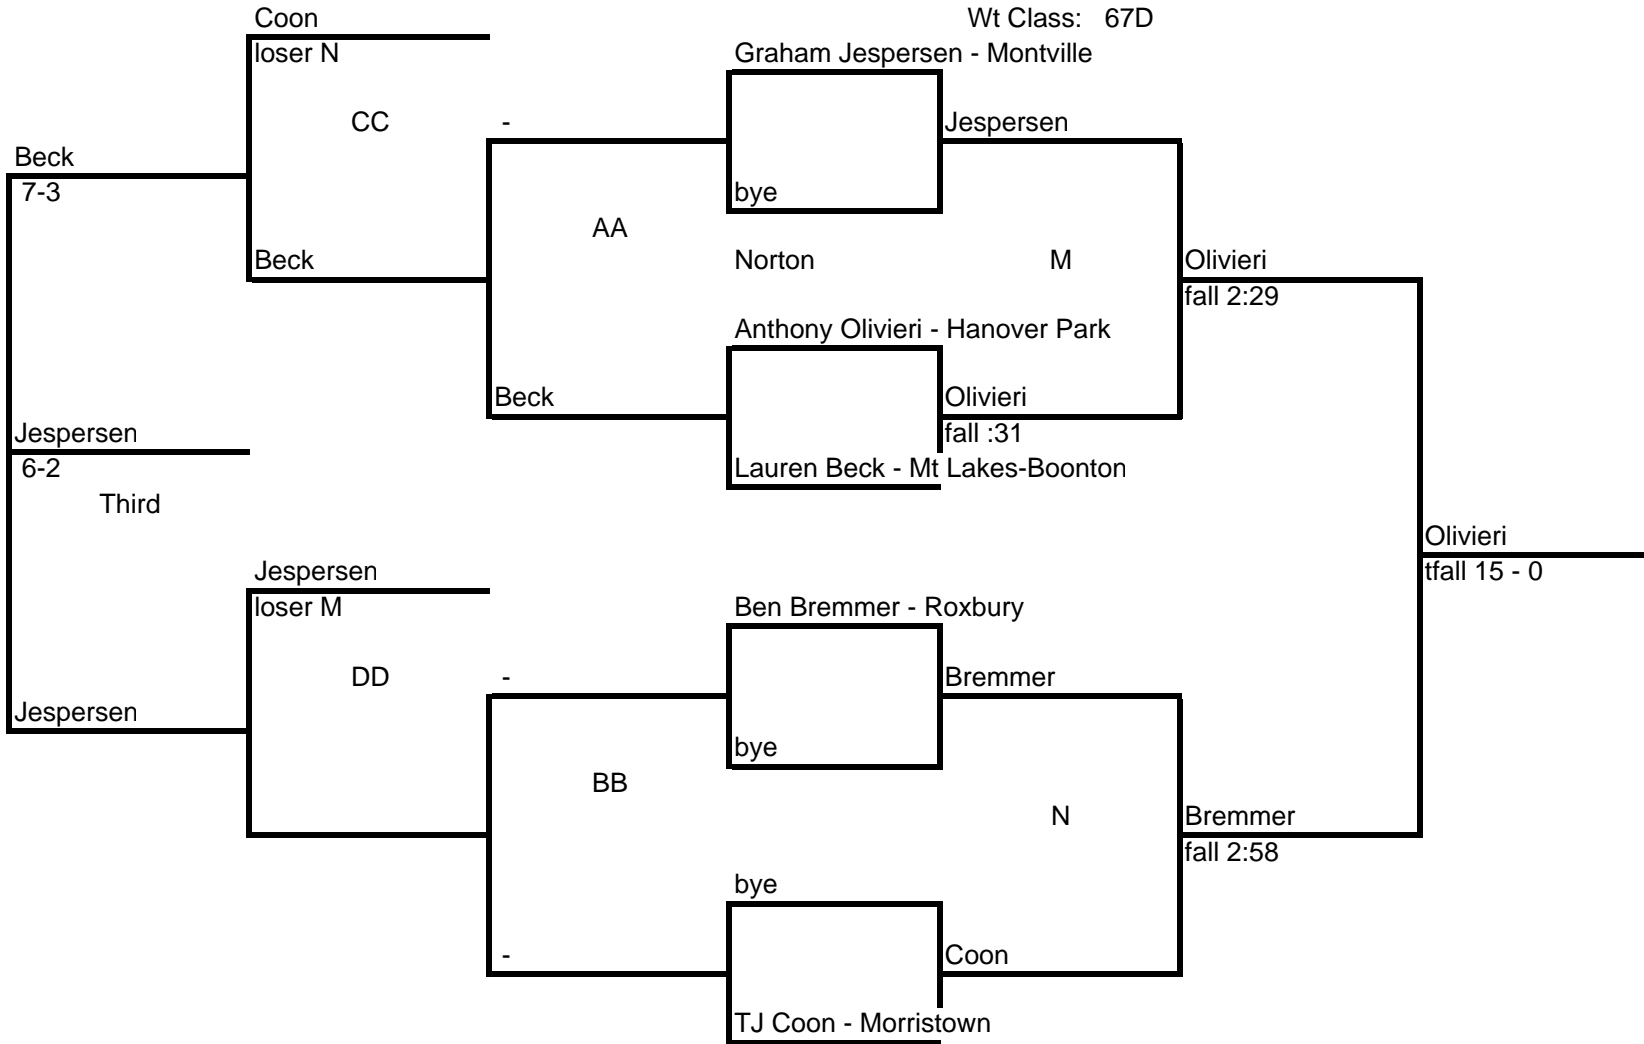 Coon
Wt Class: 67D
loser N
Graham Jespersen - Montville
CC
-
Jespersen
Beck
7-3
bye
AA
Beck
Norton
M
Olivieri
fall 2:29
Anthony Olivieri - Hanover Park
Beck
Olivieri
Jespersen
fall :31
6-2
Lauren Beck - Mt Lakes-Boonton
Third
Olivieri
Jespersen
tfall 15 - 0
loser M
Ben Bremmer - Roxbury
DD
-
Bremmer
Jespersen
bye
BB
N
Bremmer
fall 2:58
bye
-
Coon
TJ Coon - Morristown